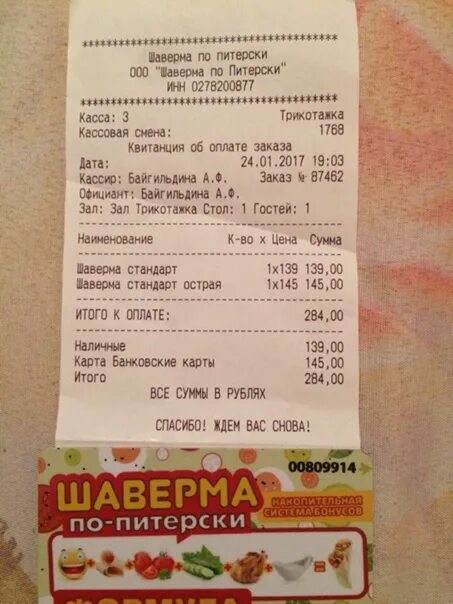 ****************************************
Шаверма по питерски
ООО "Шаверма по Питерски"
ИНН 0278200877
****************************************
Касса: 3 Трикотажка
Кассовая смена: 1768
Квитанция об оплате заказа
Дата: 24.01.2017 19:03
Кассир: Байгильдина А.Ф. Заказ № 87462
Официант: Байгильдина А.Ф.
Зал: Зал Трикотажка Стол: 1 Гостей: 1
Наименование К-во x Цена Сумма
Шаверма стандарт 1x139 139,00
Шаверма стандарт острая 1x145 145,00
ИТОГО К ОПЛАТЕ: 284,00
Наличные 139,00
Карта Банковские карты 145,00
Итого 284,00
ВСЕ СУММЫ В РУБЛЯХ
СПАСИБО! ЖДЕМ ВАС СНОВА!
00809914
ШАВЕРМА
ПО-ПИТЕРСКИ
НАКОПИТЕЛЬНАЯ
СИСТЕМА БОНУСОВ
ФОРМУЛА